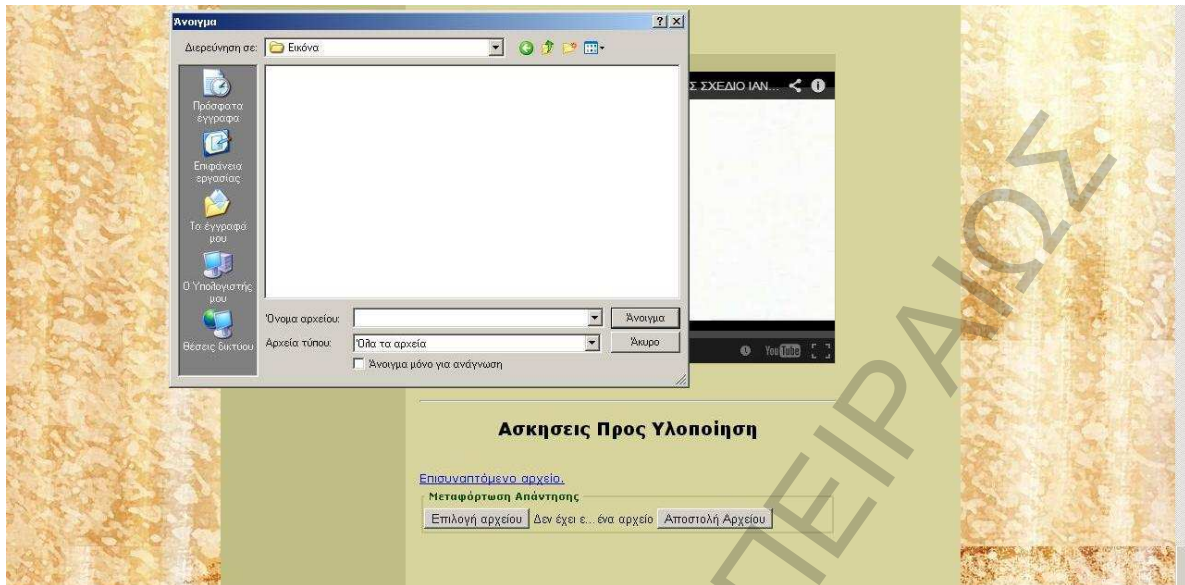 Άνοιγμα
Διερεύνηση σε: Εικόνα
Πρόσφατα
έγγραφα
Επιφάνεια
εργασίας
Τα έγγραφά
μου
Ο Υπολογιστής
μου
Θέσεις δικτύου
Όνομα αρχείου:
Άνοιγμα
Αρχεία τύπου: Όλα τα αρχεία
Άκυρο
Άνοιγμα μόνο για ανάγνωση
Σ ΣΧΕΔΙΟ ΙΑΝ...
YouTube
Ασκησεις Προς Υλοποίηση
Επισυναπτόμενο αρχείο.
Μεταφόρτωση Απάντησης
Επιλογή αρχείου Δεν έχει ε... ένα αρχείο Αποστολή Αρχείου
ΠΕΙΡΑΙΩΣ